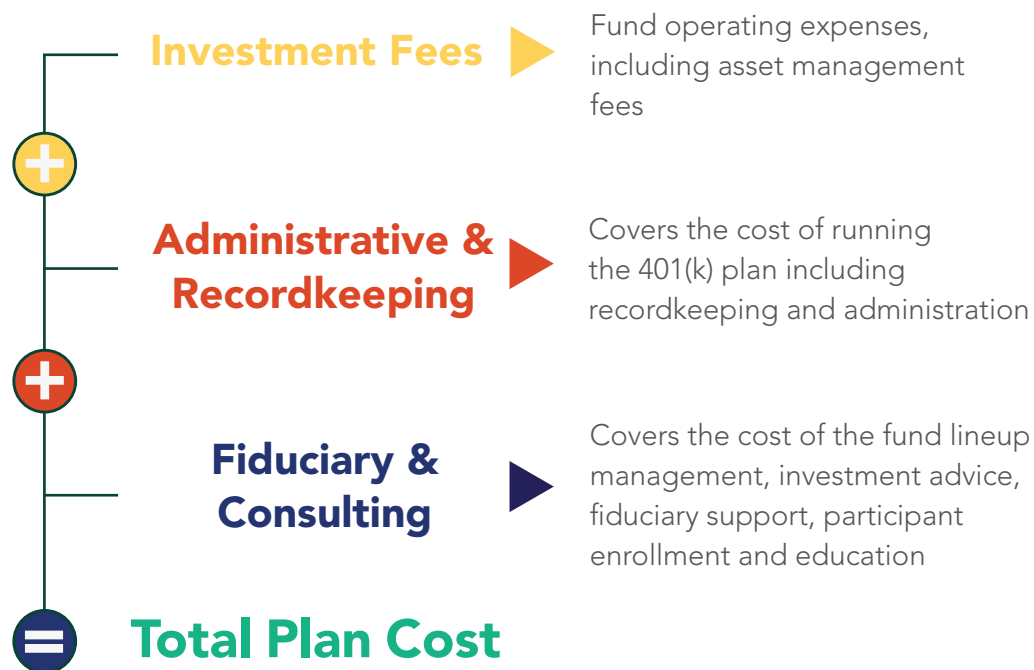 Investment Fees
Fund operating expenses,
including asset management
fees
Administrative &
Recordkeeping
Covers the cost of running
the 401(k) plan including
recordkeeping and administration
Fiduciary &
Consulting
Covers the cost of the fund lineup
management, investment advice,
fiduciary support, participant
enrollment and education
Total Plan Cost